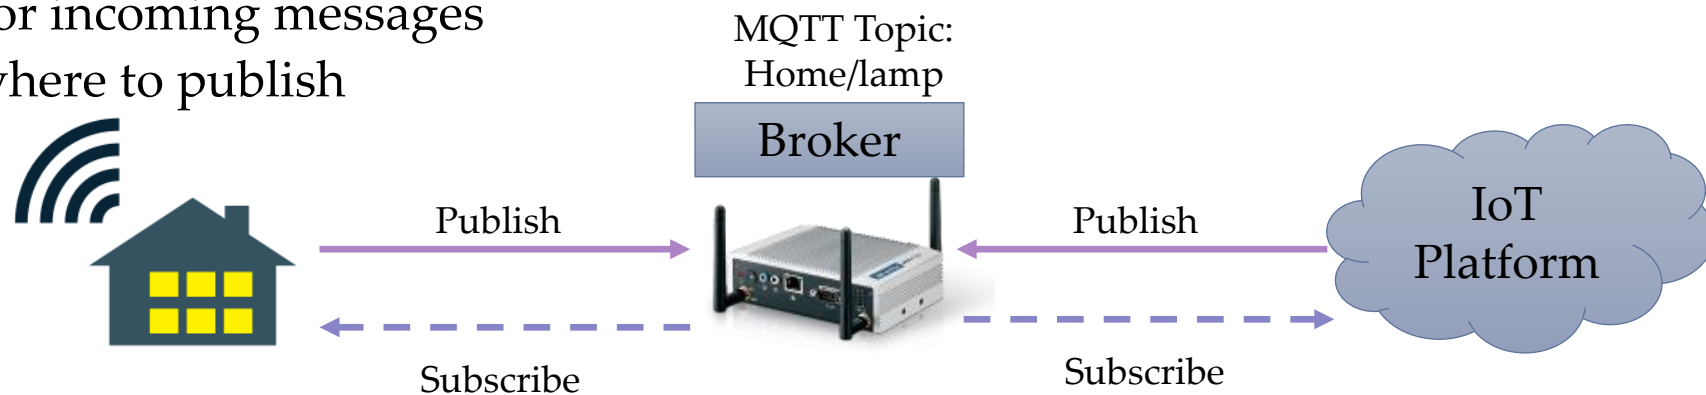 or incoming messages
where to publish
MQTT Topic:
Home/lamp
Broker
Publish
Publish
IoT
Platform
Subscribe
Subscribe